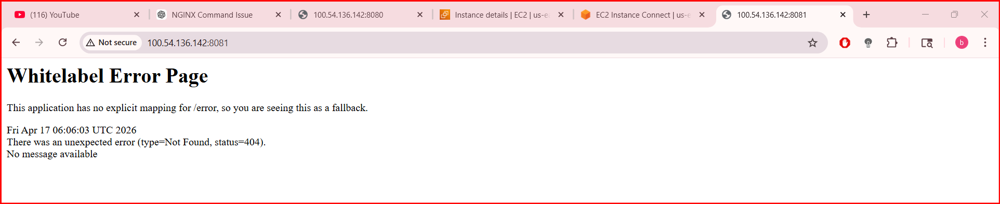 (116) YouTube
NGINX Command Issue
100.54.136.142:8080
Instance details | EC2 | us-ea
EC2 Instance Connect | us-e
100.54.136.142:8081
Not secure
100.54.136.142:8081
b
Whitelabel Error Page
This application has no explicit mapping for /error, so you are seeing this as a fallback.
Fri Apr 17 06:06:03 UTC 2026
There was an unexpected error (type=Not Found, status=404).
No message available